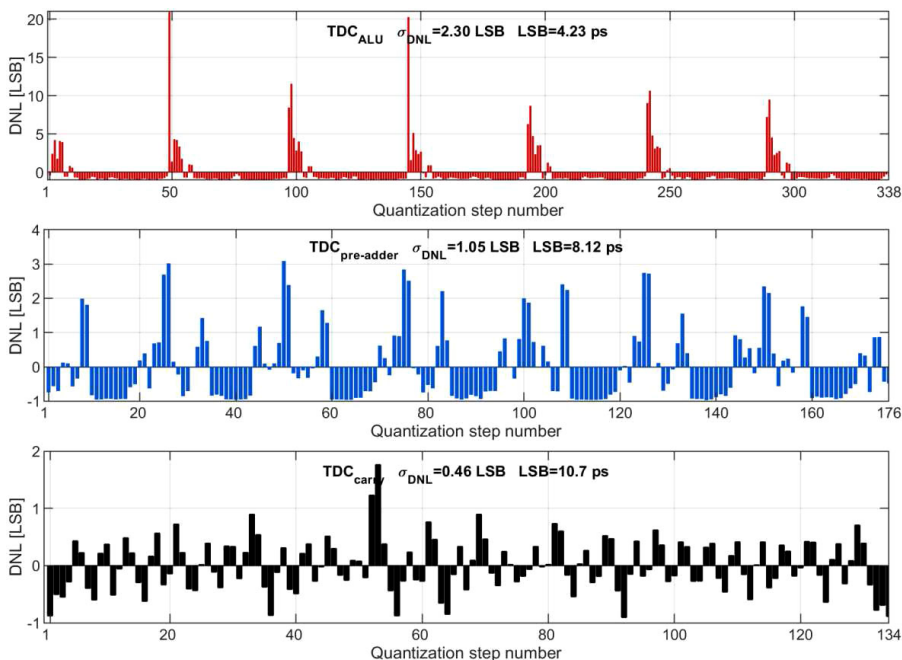 TDC_ALU σ_DNL=2.30 LSB LSB=4.23 ps
DNL [LSB]
20
15
10
5
0
1 50 100 150 200 250 300 338
Quantization step number
TDC_pre-adder σ_DNL=1.05 LSB LSB=8.12 ps
DNL [LSB]
4
3
2
1
0
-1
1 20 40 60 80 100 120 140 160 176
Quantization step number
TDC_carry σ_DNL=0.46 LSB LSB=10.7 ps
DNL [LSB]
2
1
0
-1
1 20 40 60 80 100 120 134
Quantization step number